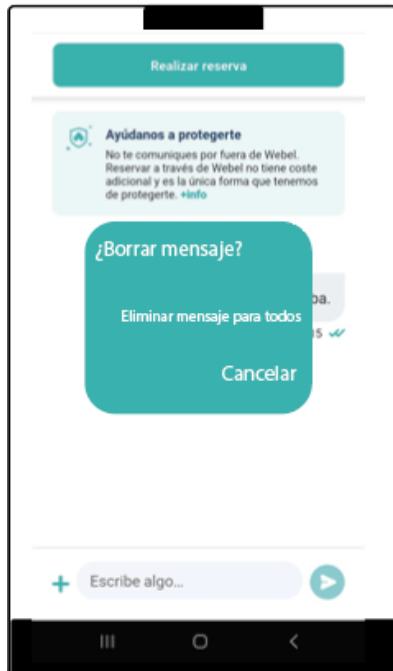 Realizar reserva
Ayúdanos a protegerte
No te comuniques por fuera de Webel.
Reservar a través de Webel no tiene coste
adicional y es la única forma que tenemos
de protegerte. +info
¿Borrar mensaje?
Eliminar mensaje para todos
Cancelar
Escribe algo...